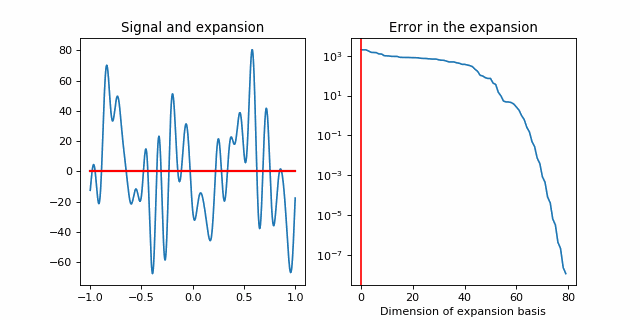 Signal and expansion
80
60
40
20
0
−20
−40
−60
−1.0 −0.5 0.0 0.5 1.0
Error in the expansion
10³
10¹
10⁻¹
10⁻³
10⁻⁵
10⁻⁷
0 20 40 60 80
Dimension of expansion basis